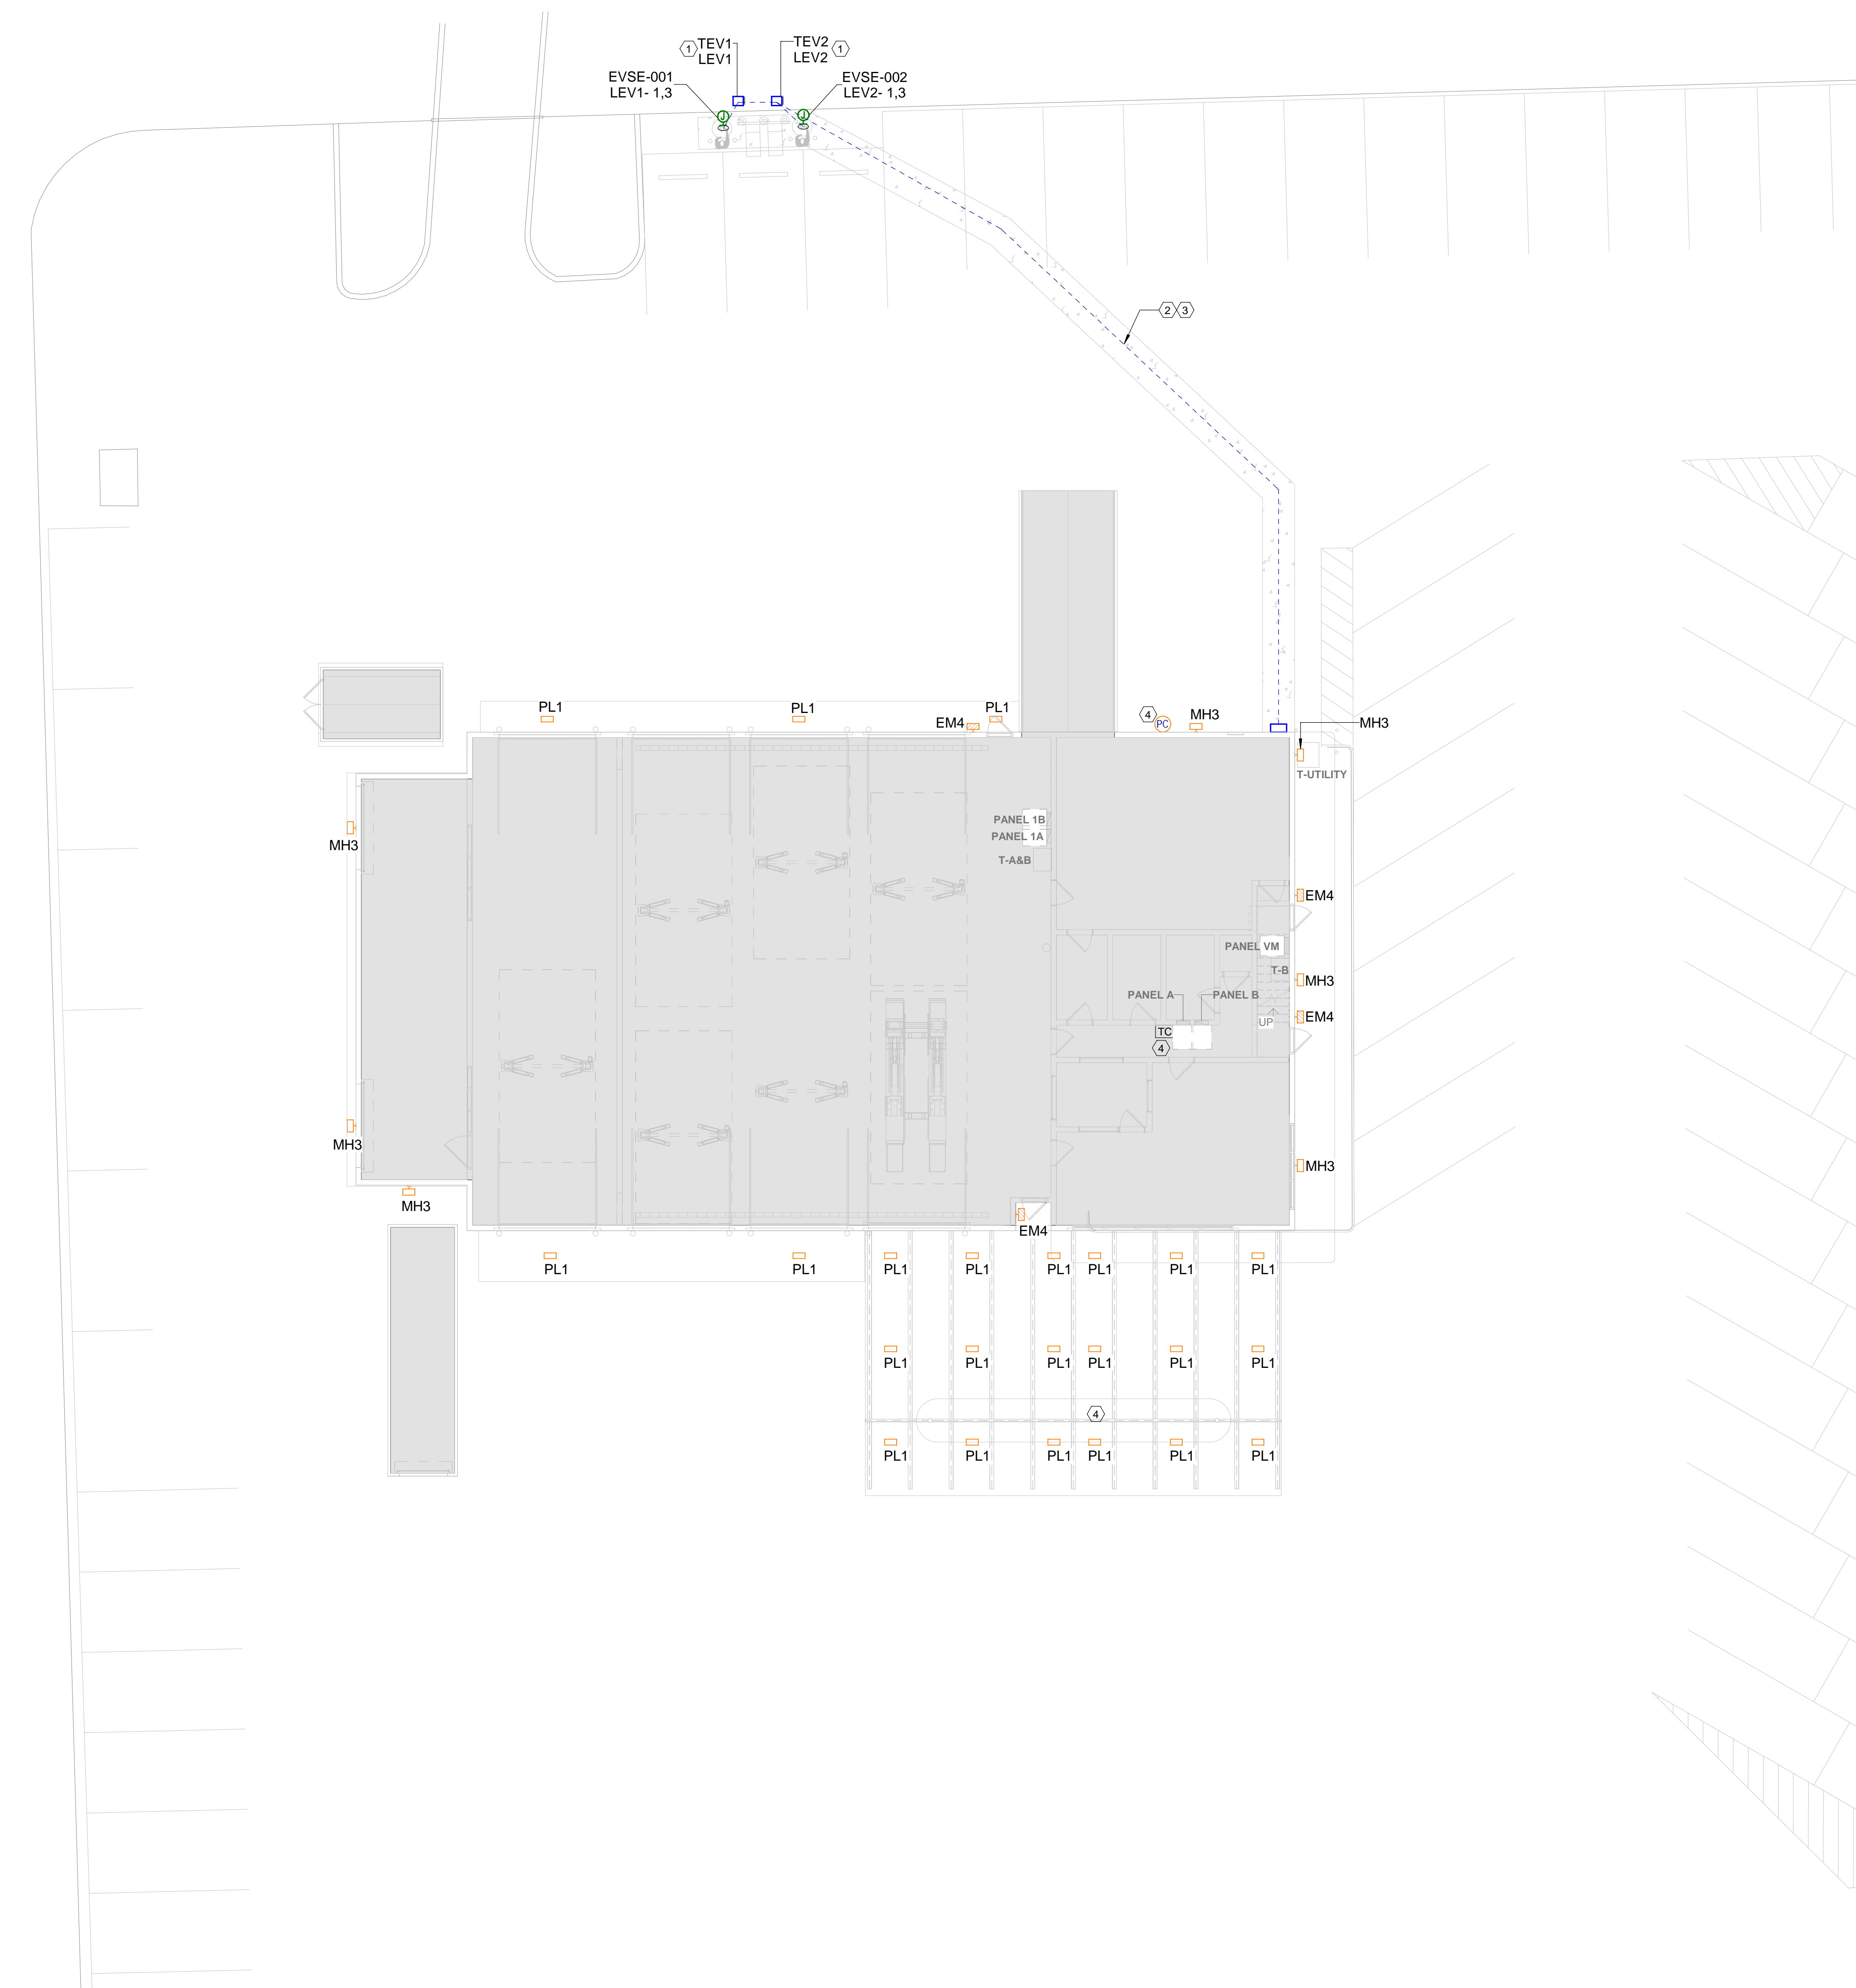 1 TEV1
LEV1
TEV2 1
LEV2
EVSE-001
LEV1- 1,3
EVSE-002
LEV2- 1,3
J
J
2 3
PL1
PL1
PL1
EM4
4 PC
MH3
MH3
T-UTILITY
PANEL 1B
PANEL 1A
T-A&B
MH3
EM4
PANEL VM
T-B
MH3
PANEL A
PANEL B
EM4
UP
TC
4
MH3
MH3
MH3
EM4
PL1 PL1 PL1 PL1 PL1 PL1 PL1 PL1
PL1 PL1 PL1 PL1 PL1 PL1
4
PL1 PL1 PL1 PL1 PL1 PL1